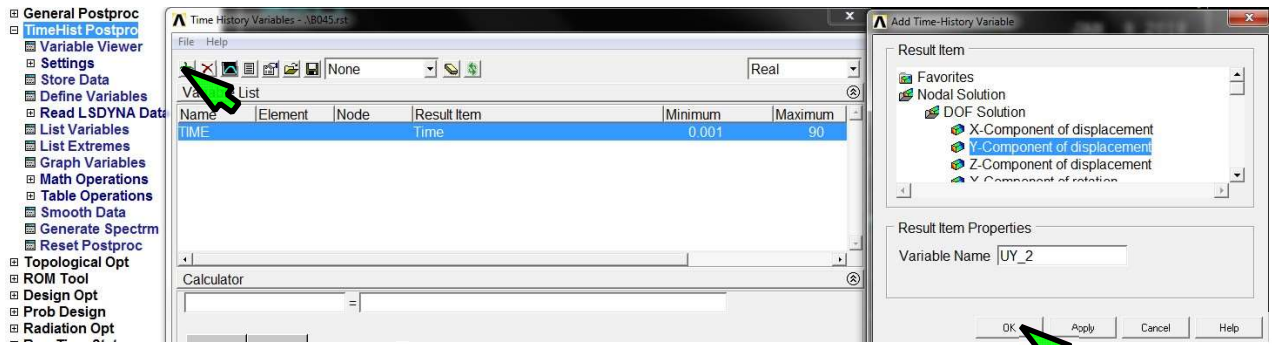 General Postproc
TimeHist Postpro
Variable Viewer
Settings
Store Data
Define Variables
Read LSDYNA Data
List Variables
List Extremes
Graph Variables
Math Operations
Table Operations
Smooth Data
Generate Spectrm
Reset Postproc
Topological Opt
ROM Tool
Design Opt
Prob Design
Radiation Opt
Time History Variables - .\B045.rst
File Help
None Real
List
Name Element Node Result Item Minimum Maximum
TIME Time 0.001 90
Calculator
=
Add Time-History Variable
Result Item
Favorites
Nodal Solution
DOF Solution
X-Component of displacement
Y-Component of displacement
Z-Component of displacement
Result Item Properties
Variable Name UY_2
OK Apply Cancel Help